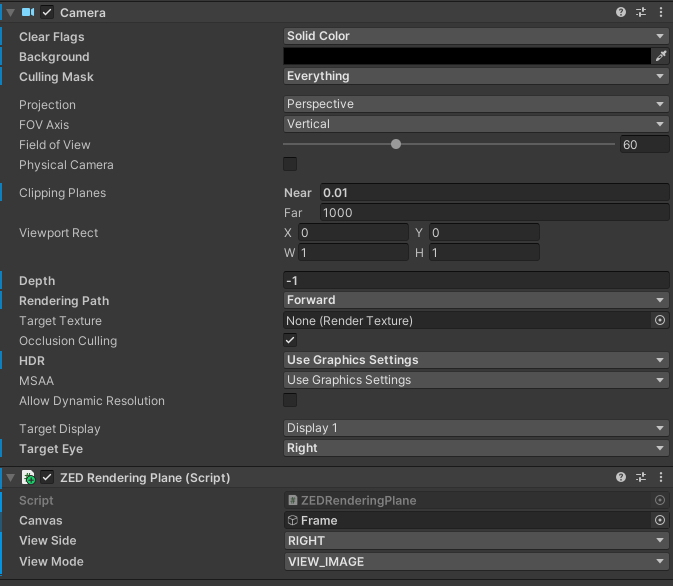 Camera
Clear Flags Solid Color
Background
Culling Mask Everything
Projection Perspective
FOV Axis Vertical
Field of View 60
Physical Camera
Clipping Planes Near 0.01
Far 1000
Viewport Rect X 0 Y 0
W 1 H 1
Depth -1
Rendering Path Forward
Target Texture None (Render Texture)
Occlusion Culling
HDR Use Graphics Settings
MSAA Use Graphics Settings
Allow Dynamic Resolution
Target Display Display 1
Target Eye Right
ZED Rendering Plane (Script)
Script ZEDRenderingPlane
Canvas Frame
View Side RIGHT
View Mode VIEW_IMAGE